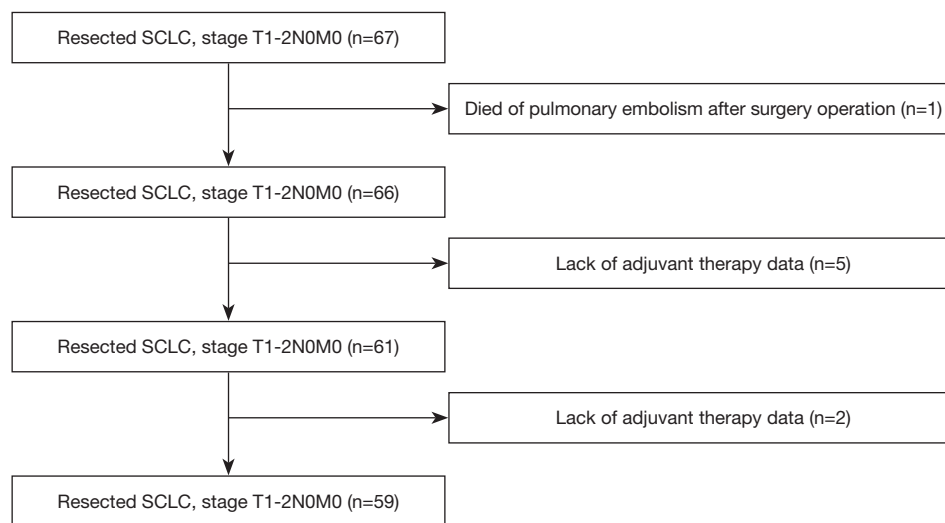 Resected SCLC, stage T1-2N0M0 (n=67)
Died of pulmonary embolism after surgery operation (n=1)
Resected SCLC, stage T1-2N0M0 (n=66)
Lack of adjuvant therapy data (n=5)
Resected SCLC, stage T1-2N0M0 (n=61)
Lack of adjuvant therapy data (n=2)
Resected SCLC, stage T1-2N0M0 (n=59)